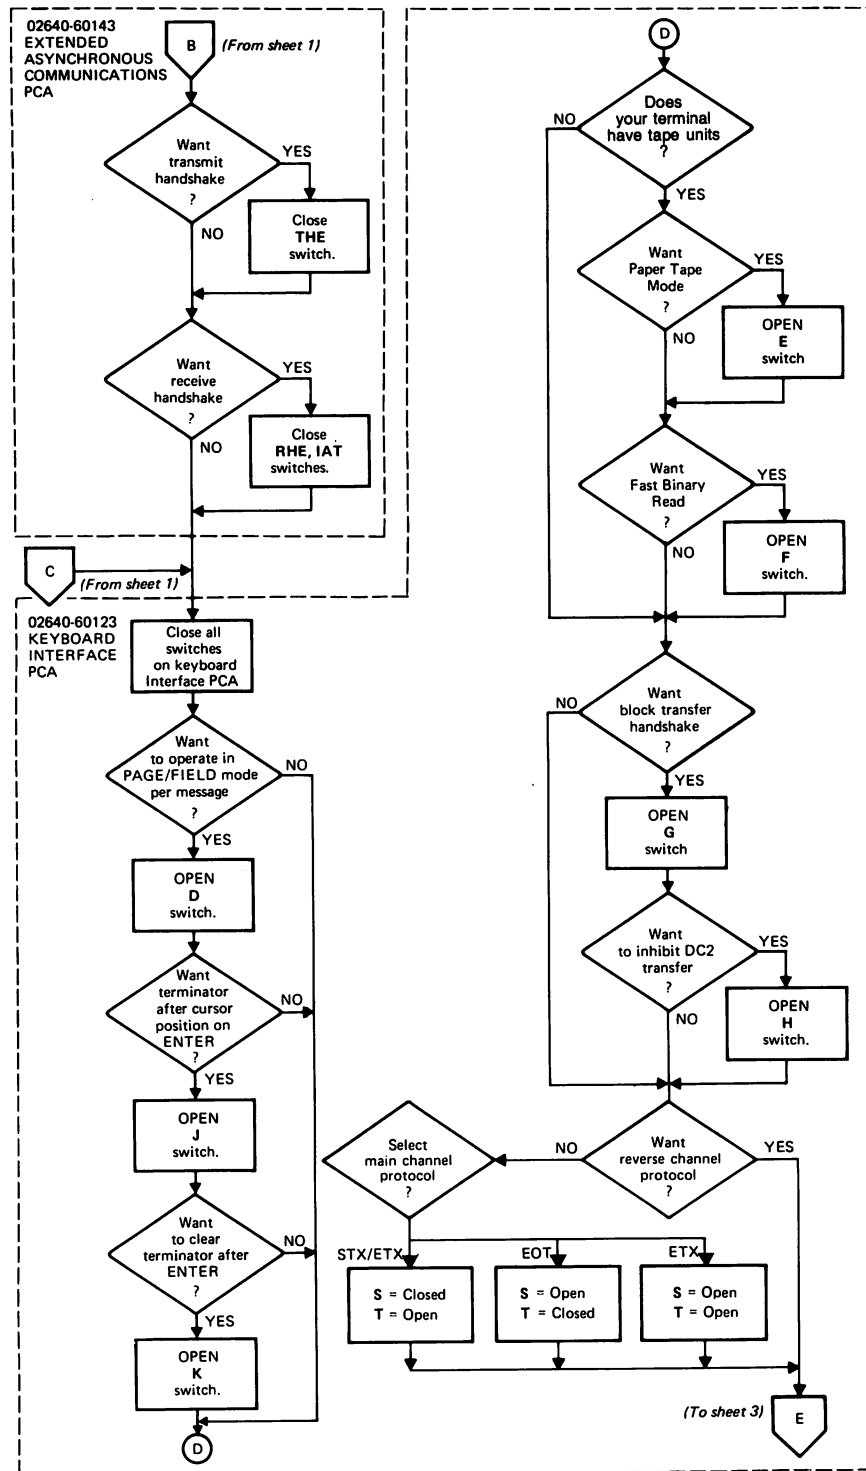 02640-60143
EXTENDED
ASYNCHRONOUS
COMMUNICATIONS
PCA
B
(From sheet 1)
Want
transmit
handshake
?
YES
NO
Close
THE
switch.
Want
receive
handshake
?
YES
NO
Close
RHE, IAT
switches.
C
(From sheet 1)
02640-60123
KEYBOARD
INTERFACE
PCA
Close all
switches
on keyboard
Interface PCA
Want
to operate in
PAGE/FIELD mode
per message
?
NO
YES
OPEN
D
switch.
Want
terminator
after cursor
position on
ENTER
?
NO
YES
OPEN
J
switch.
Want
to clear
terminator after
ENTER
?
NO
YES
OPEN
K
switch.
D
D
Does
your terminal
have tape units
?
NO
YES
Want
Paper Tape
Mode
?
YES
NO
OPEN
E
switch
Want
Fast Binary
Read
?
YES
NO
OPEN
F
switch.
Want
block transfer
handshake
?
NO
YES
OPEN
G
switch
Want
to inhibit DC2
transfer
?
YES
NO
OPEN
H
switch.
Want
reverse channel
protocol
?
NO
YES
Select
main channel
protocol
?
STX/ETX
EOT
ETX
S = Closed
T = Open
S = Open
T = Closed
S = Open
T = Open
(To sheet 3)
E